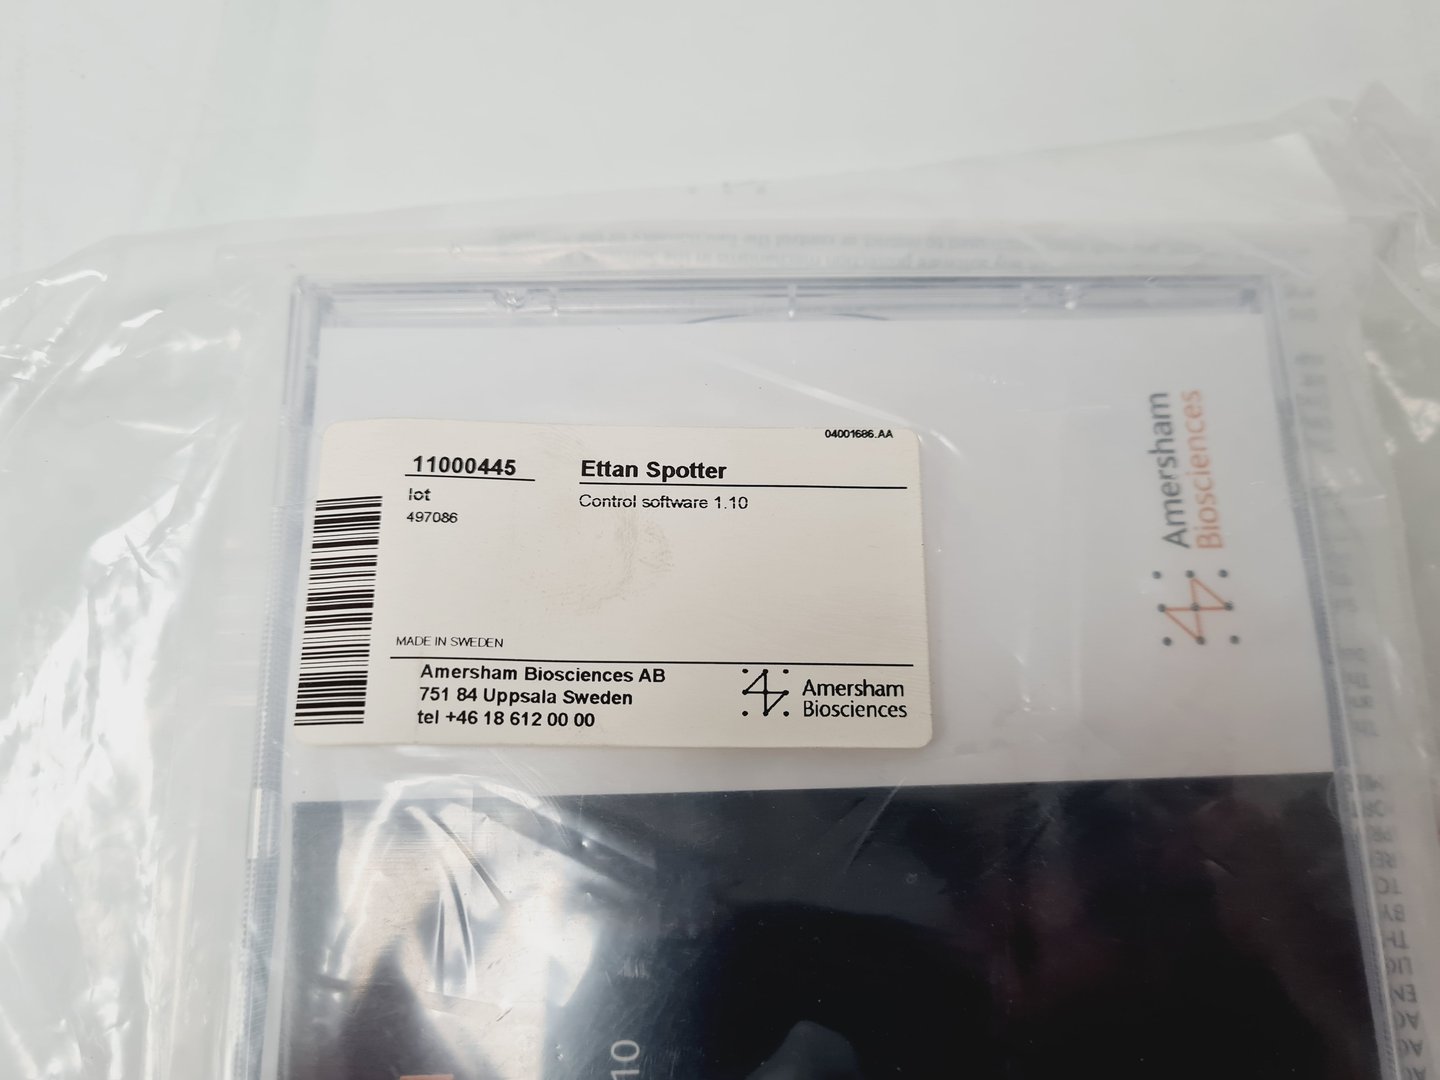 04001686.AA
11000445
Ettan Spotter
lot
Control software 1.10
497086
MADE IN SWEDEN
Amersham Biosciences AB
751 84 Uppsala Sweden
tel +46 18 612 00 00
Amersham
Biosciences
Amersham
Biosciences
10